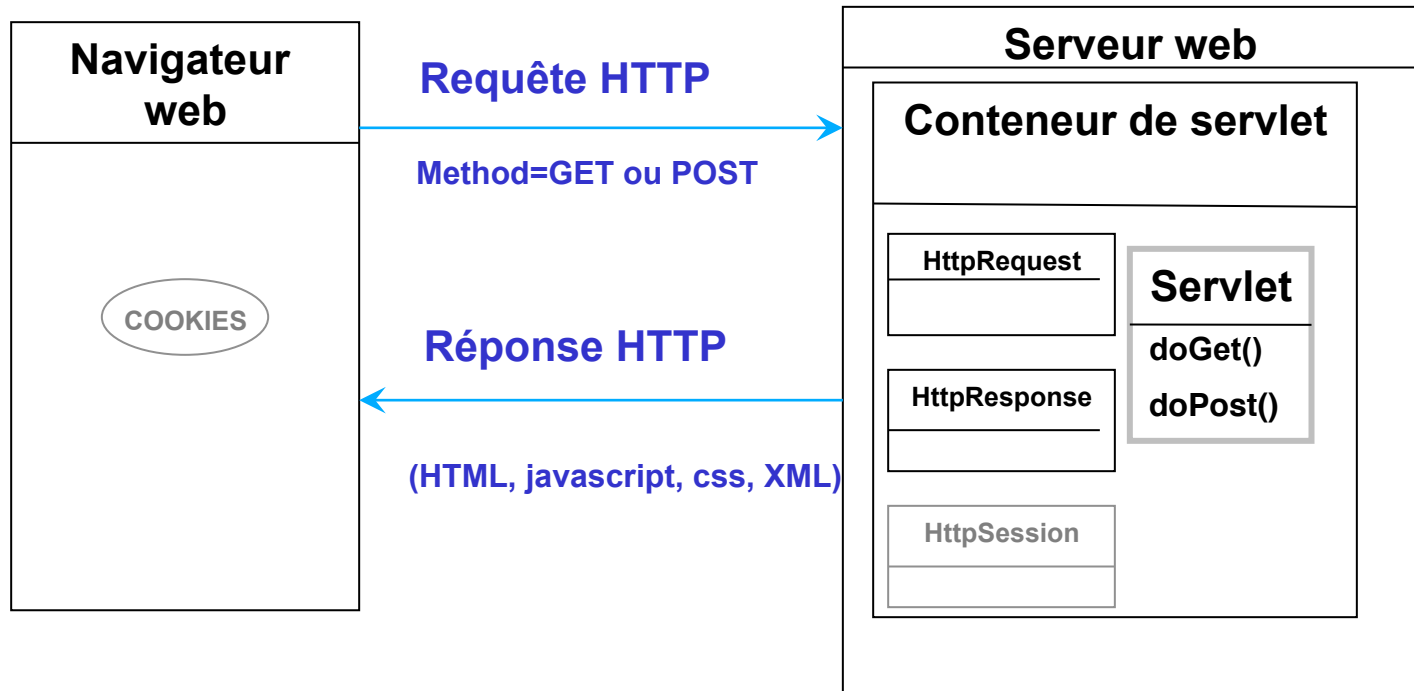 Navigateur
web
COOKIES
Requête HTTP
Method=GET ou POST
Réponse HTTP
(HTML, javascript, css, XML)
Serveur web
Conteneur de servlet
HttpRequest
HttpResponse
HttpSession
Servlet
doGet()
doPost()